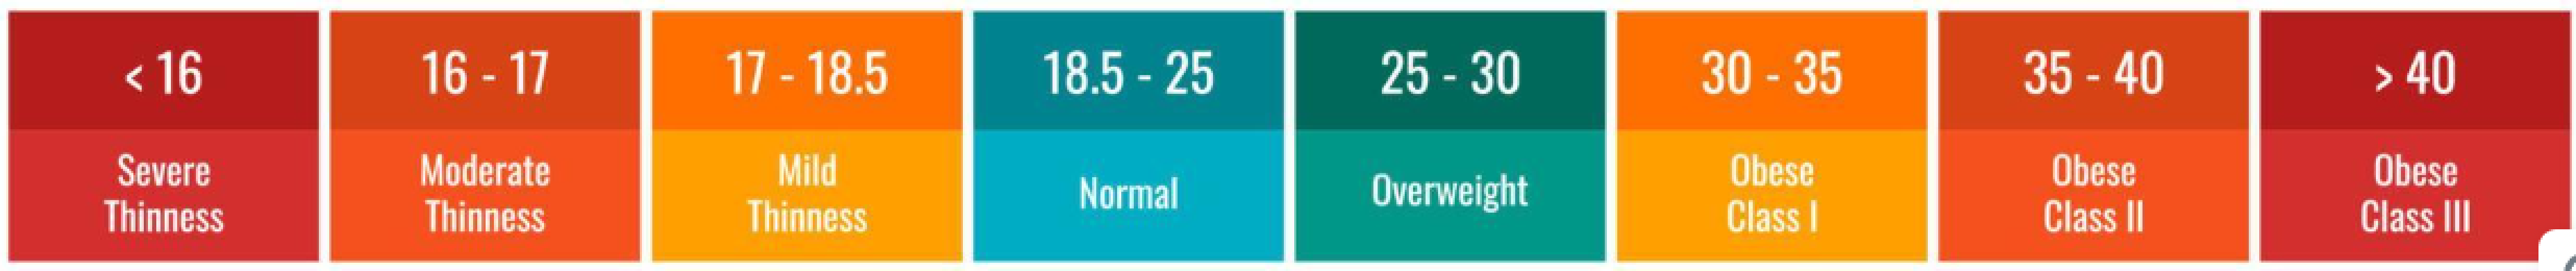 < 16
Severe
Thinness
16 - 17
Moderate
Thinness
17 - 18.5
Mild
Thinness
18.5 - 25
Normal
25 - 30
Overweight
30 - 35
Obese
Class I
35 - 40
Obese
Class II
> 40
Obese
Class III